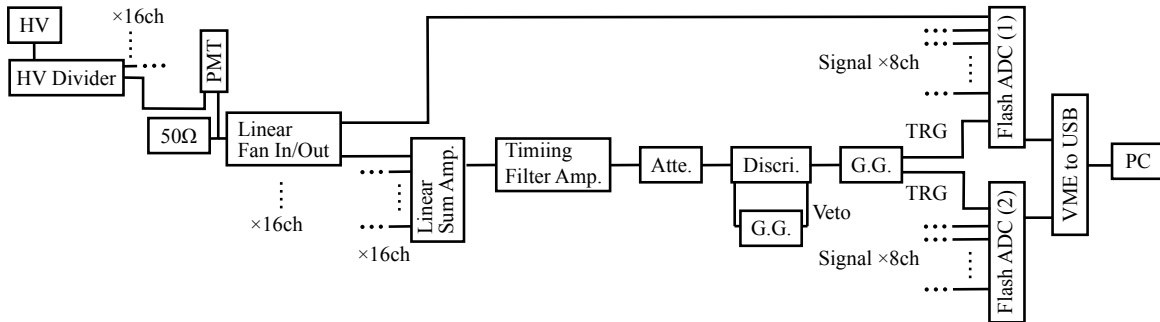 HV
×16ch
HV Divider
PMT
50Ω
Linear
Fan In/Out
×16ch
Linear
Sum Amp.
×16ch
Timiing
Filter Amp.
Atte.
Discri.
G.G.
Veto
G.G.
TRG
TRG
Signal ×8ch
Flash ADC (1)
Signal ×8ch
Flash ADC (2)
VME to USB
PC